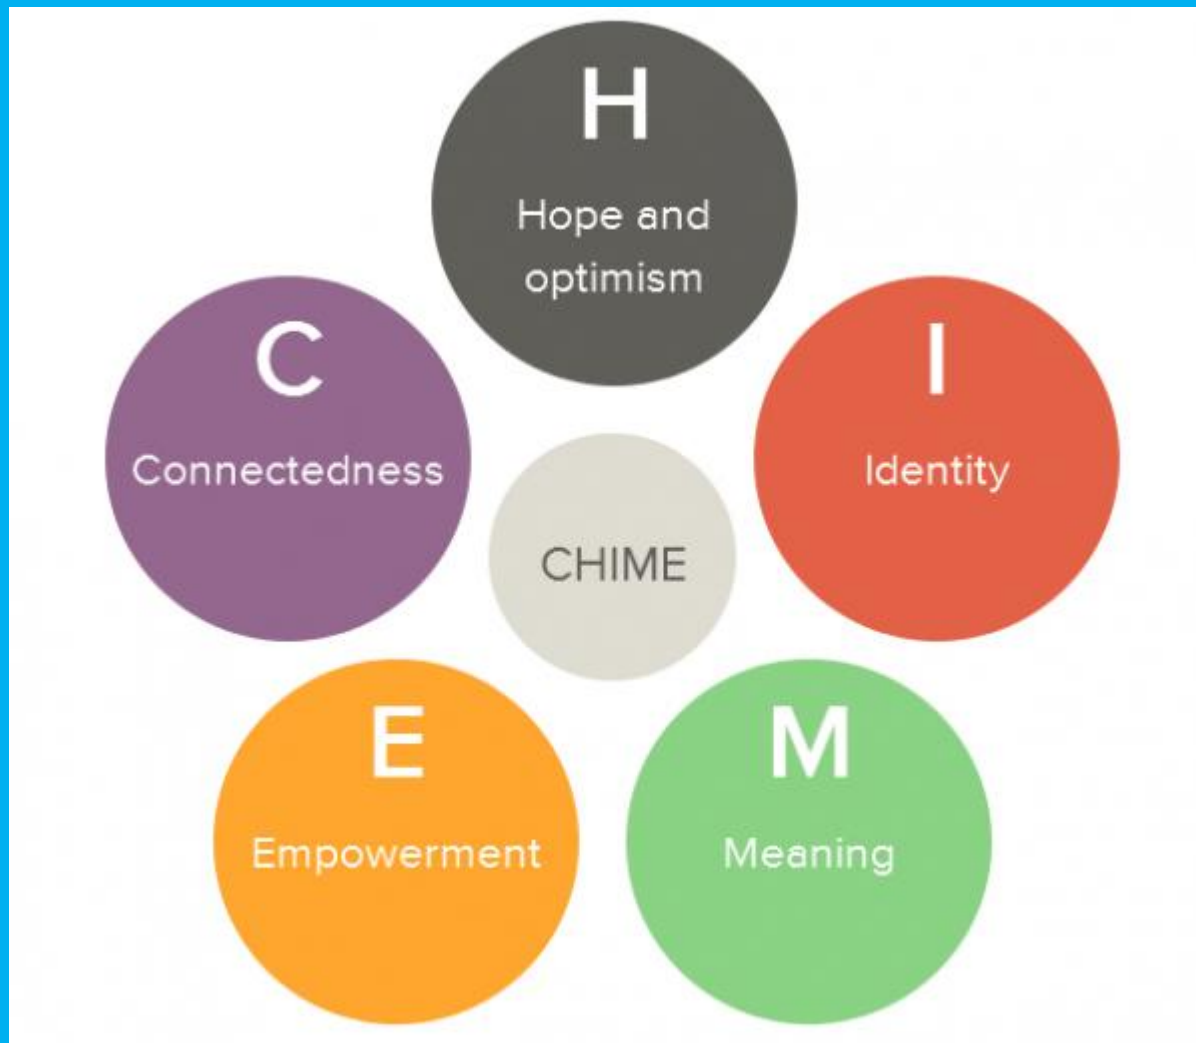 H
Hope and
optimism
C
Connectedness
I
Identity
CHIME
E
Empowerment
M
Meaning